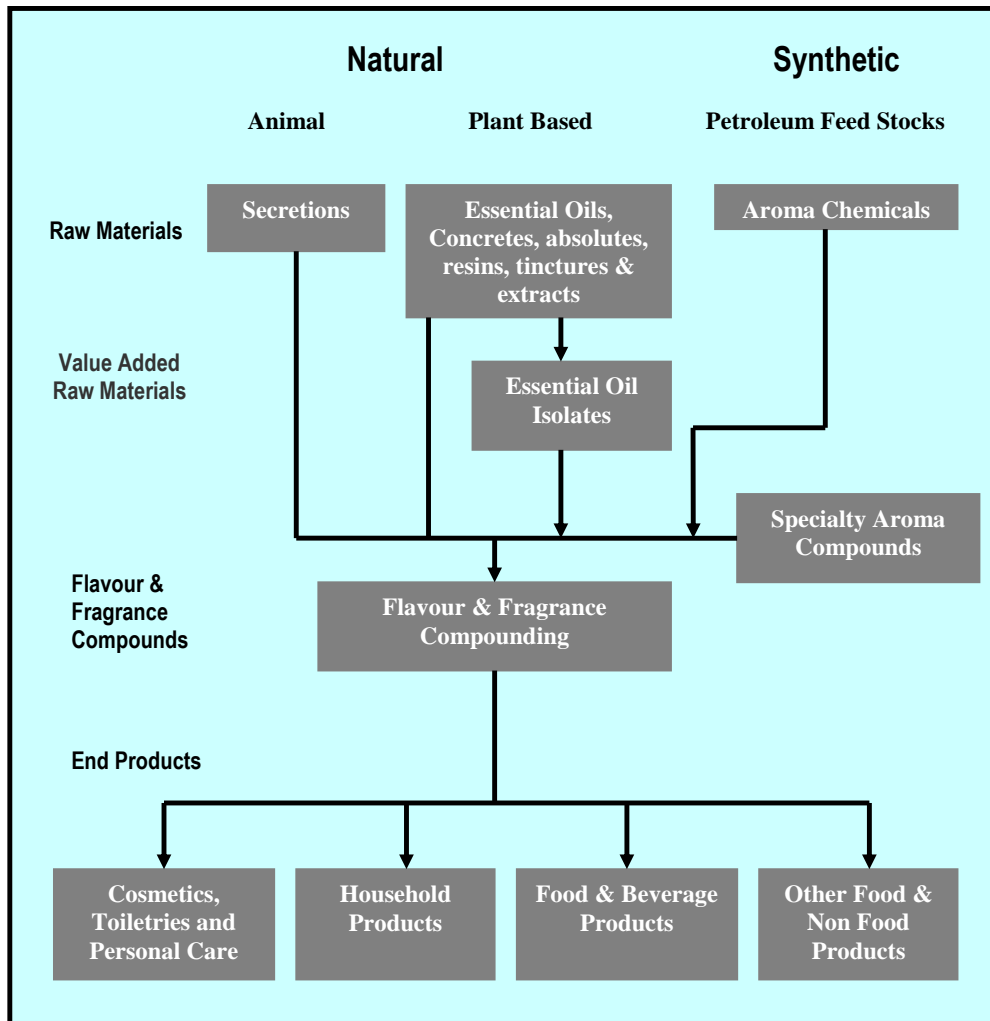 Natural
Synthetic
Animal
Plant Based
Petroleum Feed Stocks
Raw Materials
Secretions
Essential Oils,
Concretes, absolutes,
resins, tinctures &
extracts
Aroma Chemicals
Value Added
Raw Materials
Essential Oil
Isolates
Specialty Aroma
Compounds
Flavour &
Fragrance
Compounds
Flavour & Fragrance
Compounding
End Products
Cosmetics,
Toiletries and
Personal Care
Household
Products
Food & Beverage
Products
Other Food &
Non Food
Products